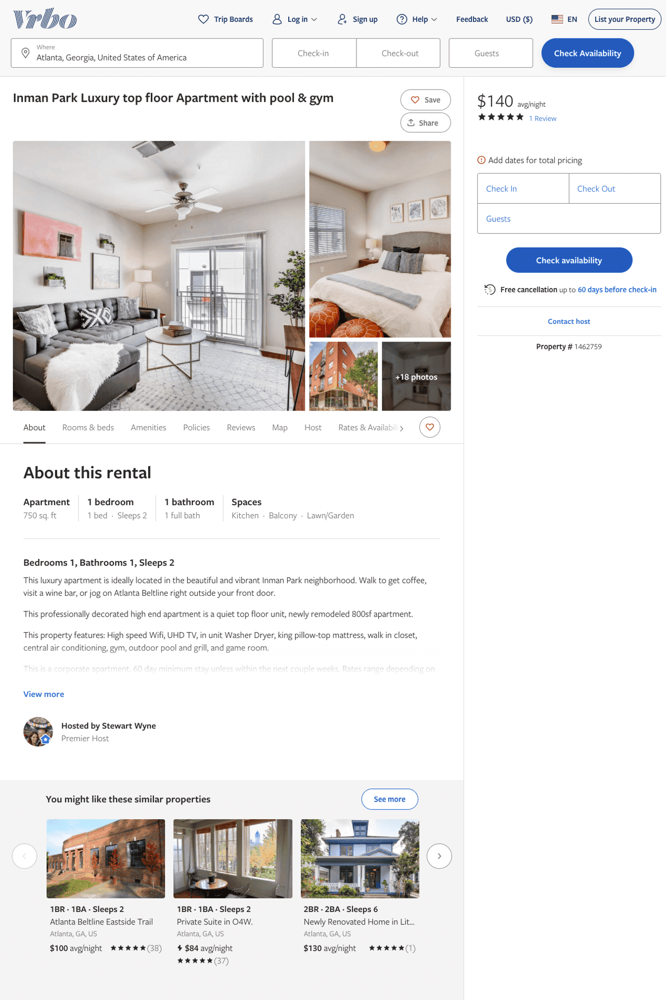 Vrbo
Trip Boards
Log in
Sign up
Help
Feedback
USD ($)
EN
List your Property
Where
Atlanta, Georgia, United States of America
Check-in
Check-out
Guests
Check Availability
Inman Park Luxury top floor Apartment with pool & gym
Save
Share
+18 photos
$140 avg/night
1 Review
Add dates for total pricing
Check In
Check Out
Guests
Check availability
Free cancellation up to 60 days before check-in
Contact host
Property # 1462759
About
Rooms & beds
Amenities
Policies
Reviews
Map
Host
Rates & Availabili
About this rental
Apartment
750 sq. ft
1 bedroom
1 bed · Sleeps 2
1 bathroom
1 full bath
Spaces
Kitchen · Balcony · Lawn/Garden
Bedrooms 1, Bathrooms 1, Sleeps 2
This luxury apartment is ideally located in the beautiful and vibrant Inman Park neighborhood. Walk to get coffee,
visit a wine bar, or jog on Atlanta Beltline right outside your front door.
This professionally decorated high end apartment is a quiet top floor unit, newly remodeled 800sf apartment.
This property features: High speed Wifi, UHD TV, in unit Washer Dryer, king pillow-top mattress, walk in closet,
central air conditioning, gym, outdoor pool and grill, and game room.
This is a corporate apartment. 60 day minimum stay unless within the next couple weeks. Rates range depending on
View more
Hosted by Stewart Wyne
Premier Host
You might like these similar properties
See more
1BR · 1BA · Sleeps 2
Atlanta Beltline Eastside Trail
Atlanta, GA, US
$100 avg/night
(38)
1BR · 1BA · Sleeps 2
Private Suite in O4W.
Atlanta, GA, US
$84 avg/night
(37)
2BR · 2BA · Sleeps 6
Newly Renovated Home in Lit...
Atlanta, GA, US
$130 avg/night
(1)